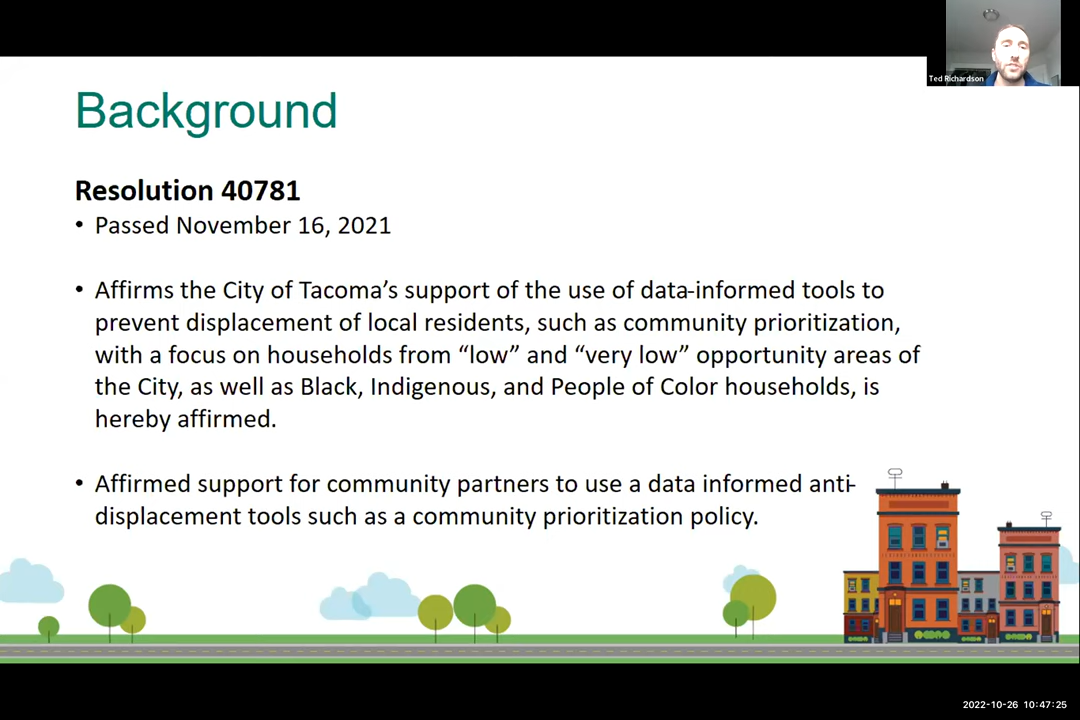 Ted Richardson
Background
Resolution 40781
• Passed November 16, 2021
• Affirms the City of Tacoma’s support of the use of data-informed tools to
prevent displacement of local residents, such as community prioritization,
with a focus on households from “low” and “very low” opportunity areas of
the City, as well as Black, Indigenous, and People of Color households, is
hereby affirmed.
• Affirmed support for community partners to use a data informed anti-
displacement tools such as a community prioritization policy.
2022-10-26 10:47:25